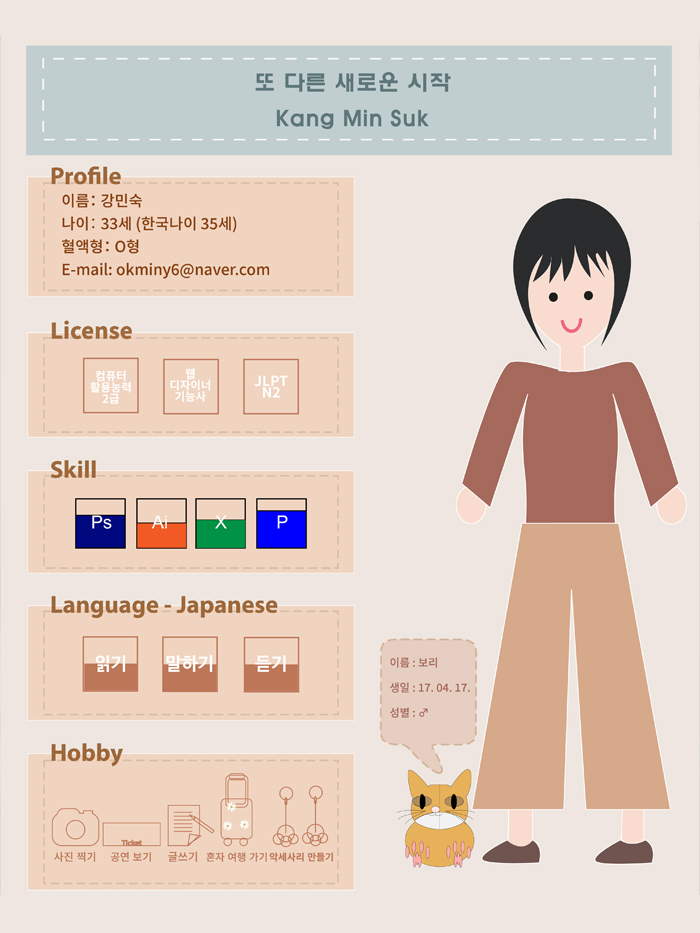 또 다른 새로운 시작
Kang Min Suk
Profile
이름: 강민숙
나이: 33세 (한국나이 35세)
혈액형: O형
E-mail: okminy6@naver.com
License
컴퓨터
활용능력
2급
웹
디자이너
기능사
JLPT
N2
Skill
Ps
Ai
X
P
Language - Japanese
읽기
말하기
듣기
Hobby
Ticket
사진 찍기
공연 보기
글쓰기
혼자 여행 가기
악세사리 만들기
이름 : 보리
생일 : 17. 04. 17.
성별 : ♂